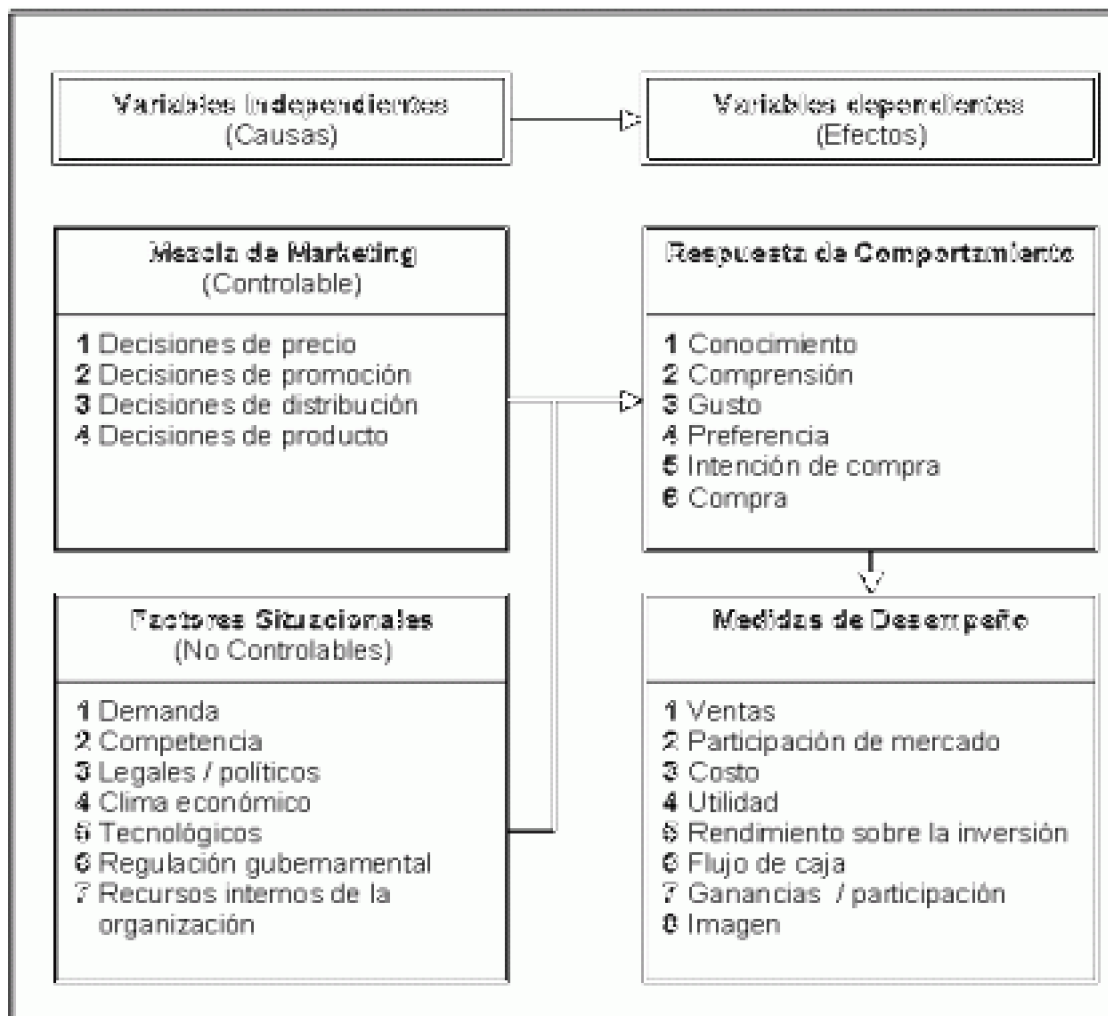 Variables Independientes
(Causas)
Variables dependientes
(Efectos)
Mezcla de Marketing
(Controlable)
1 Decisiones de precio
2 Decisiones de promoción
3 Decisiones de distribución
4 Decisiones de producto
Respuesta de Comportamiento
1 Conocimiento
2 Comprensión
3 Gusto
4 Preferencia
5 Intención de compra
6 Compra
Factores Situacionales
(No Controlables)
1 Demanda
2 Competencia
3 Legales / políticos
4 Clima económico
5 Tecnológicos
6 Regulación gubernamental
7 Recursos internos de la
organización
Medidas de Desempeño
1 Ventas
2 Participación de mercado
3 Costo
4 Utilidad
5 Rendimiento sobre la inversión
6 Flujo de caja
7 Ganancias / participación
8 Imagen